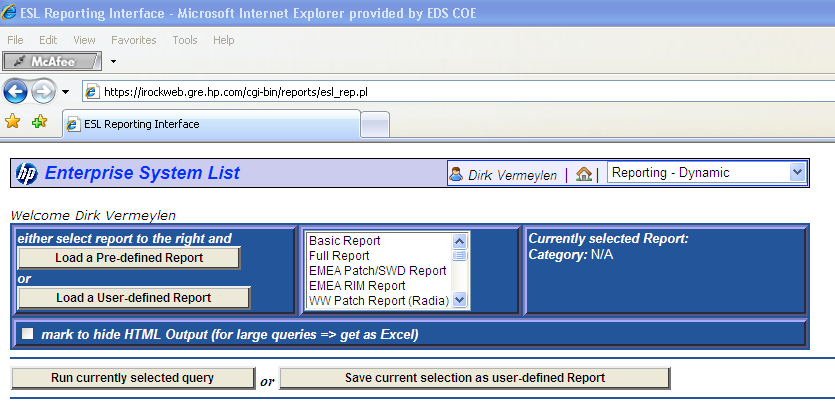 ESL Reporting Interface - Microsoft Internet Explorer provided by EDS COE
File Edit View Favorites Tools Help
McAfee
https://irockweb.gre.hp.com/cgi-bin/reports/esl_rep.pl
ESL Reporting Interface
hp Enterprise System List Dirk Vermeylen | | Reporting - Dynamic
Welcome Dirk Vermeylen
either select report to the right and
Load a Pre-defined Report
or
Load a User-defined Report
Basic Report
Full Report
EMEA Patch/SWD Report
EMEA RIM Report
WW Patch Report (Radia)
Currently selected Report:
Category: N/A
mark to hide HTML Output (for large queries => get as Excel)
Run currently selected query or Save current selection as user-defined Report